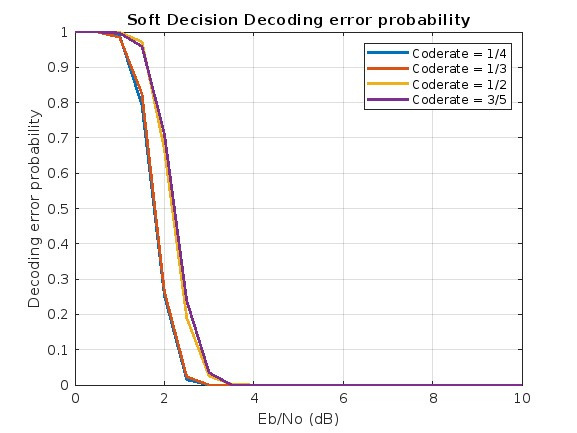 Soft Decision Decoding error probability
1
0.9
0.8
0.7
0.6
0.5
0.4
0.3
0.2
0.1
0
Decoding error probability
Coderate = 1/4
Coderate = 1/3
Coderate = 1/2
Coderate = 3/5
0 2 4 6 8 10
Eb/No (dB)